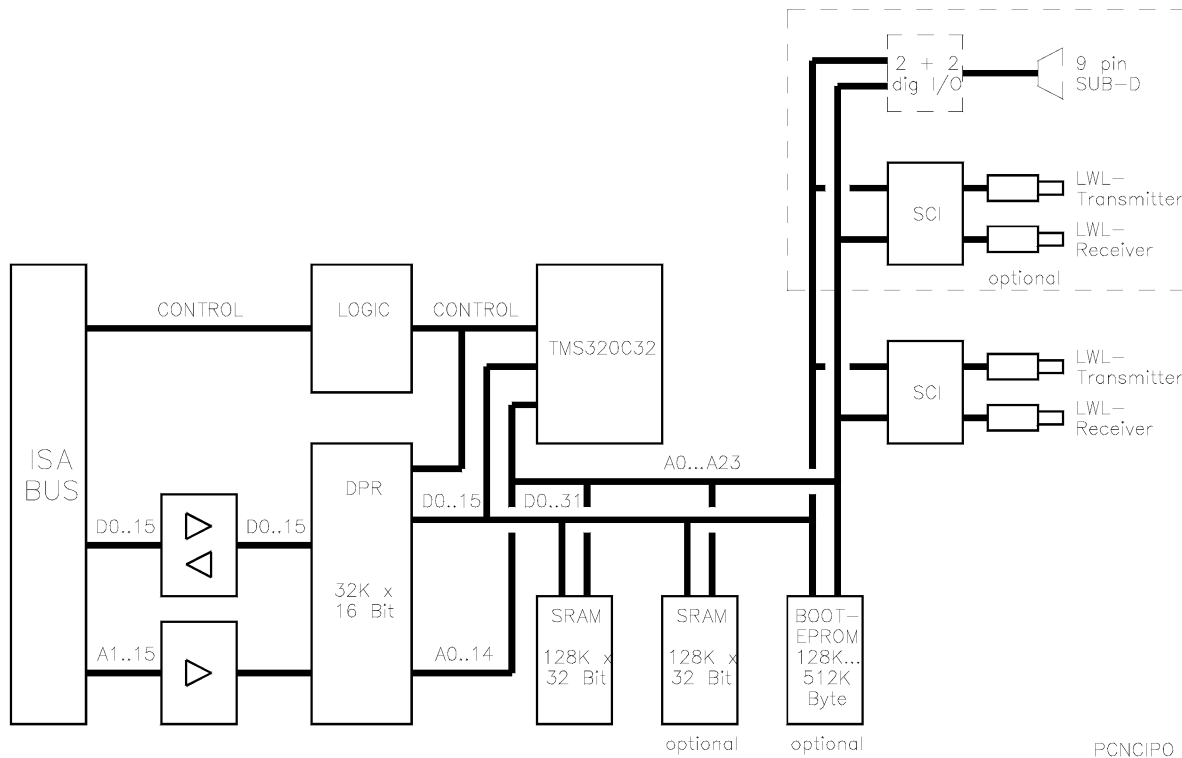 2 + 2
dig I/O
9 pin
SUB-D
SCI
LWL-
Transmitter
LWL-
Receiver
optional
CONTROL
LOGIC
CONTROL
TMS320C32
SCI
LWL-
Transmitter
LWL-
Receiver
ISA
BUS
A0...A23
DPR
D0..15
D0..31
D0..15
D0..15
32K x
16 Bit
A1..15
A0..14
SRAM
128K x
32 Bit
SRAM
128K x
32 Bit
optional
BOOT-
EPROM
128K...
512K
Byte
optional
PCNCIPO